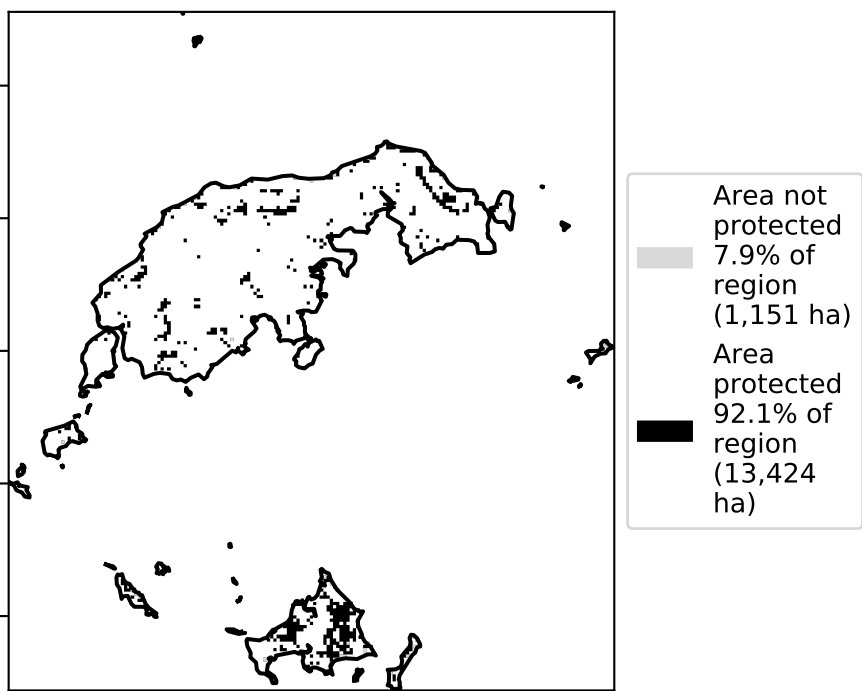 Area not
protected
7.9% of
region
(1,151 ha)
Area
protected
92.1% of
region
(13,424
ha)